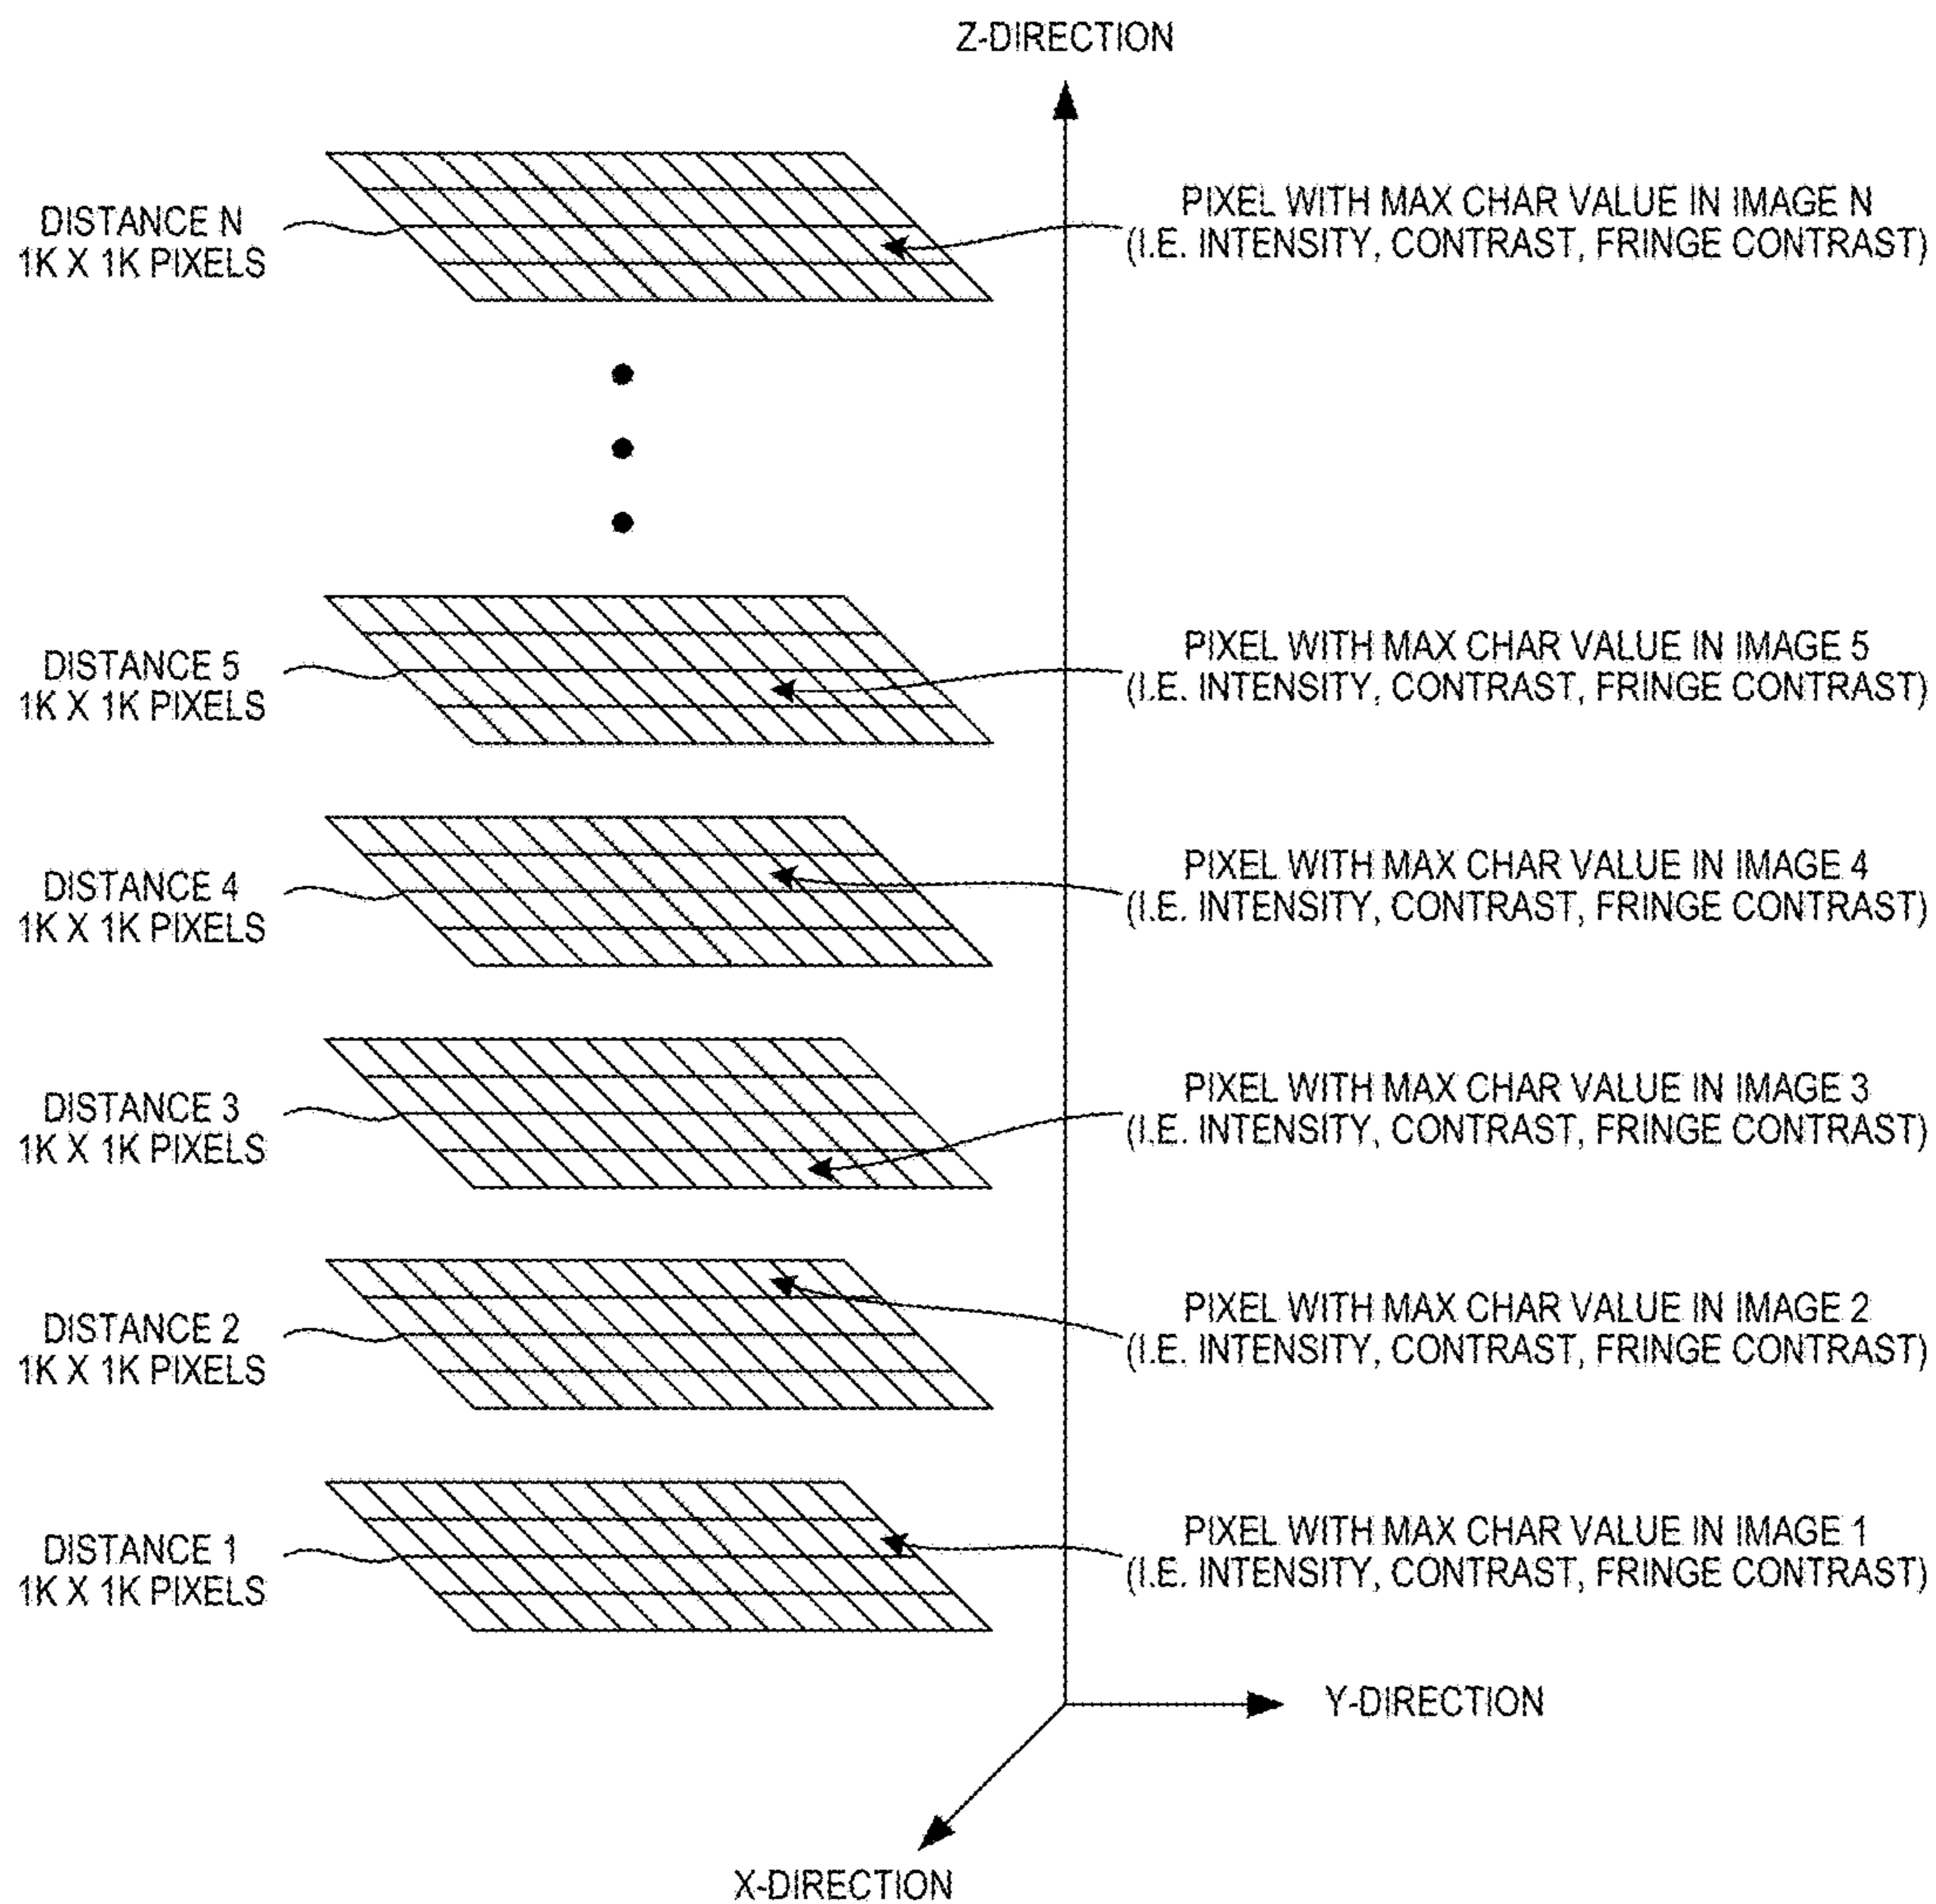 Z-DIRECTION
DISTANCE N
1K X 1K PIXELS
PIXEL WITH MAX CHAR VALUE IN IMAGE N
(I.E. INTENSITY, CONTRAST, FRINGE CONTRAST)
DISTANCE 5
1K X 1K PIXELS
PIXEL WITH MAX CHAR VALUE IN IMAGE 5
(I.E. INTENSITY, CONTRAST, FRINGE CONTRAST)
DISTANCE 4
1K X 1K PIXELS
PIXEL WITH MAX CHAR VALUE IN IMAGE 4
(I.E. INTENSITY, CONTRAST, FRINGE CONTRAST)
DISTANCE 3
1K X 1K PIXELS
PIXEL WITH MAX CHAR VALUE IN IMAGE 3
(I.E. INTENSITY, CONTRAST, FRINGE CONTRAST)
DISTANCE 2
1K X 1K PIXELS
PIXEL WITH MAX CHAR VALUE IN IMAGE 2
(I.E. INTENSITY, CONTRAST, FRINGE CONTRAST)
DISTANCE 1
1K X 1K PIXELS
PIXEL WITH MAX CHAR VALUE IN IMAGE 1
(I.E. INTENSITY, CONTRAST, FRINGE CONTRAST)
Y-DIRECTION
X-DIRECTION